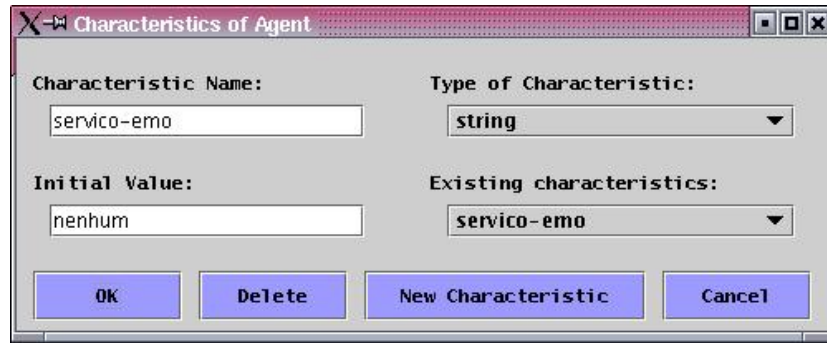 Characteristics of Agent
Characteristic Name:
Type of Characteristic:
servico-emo
string
Initial Value:
Existing characteristics:
nenhum
servico-emo
OK
Delete
New Characteristic
Cancel